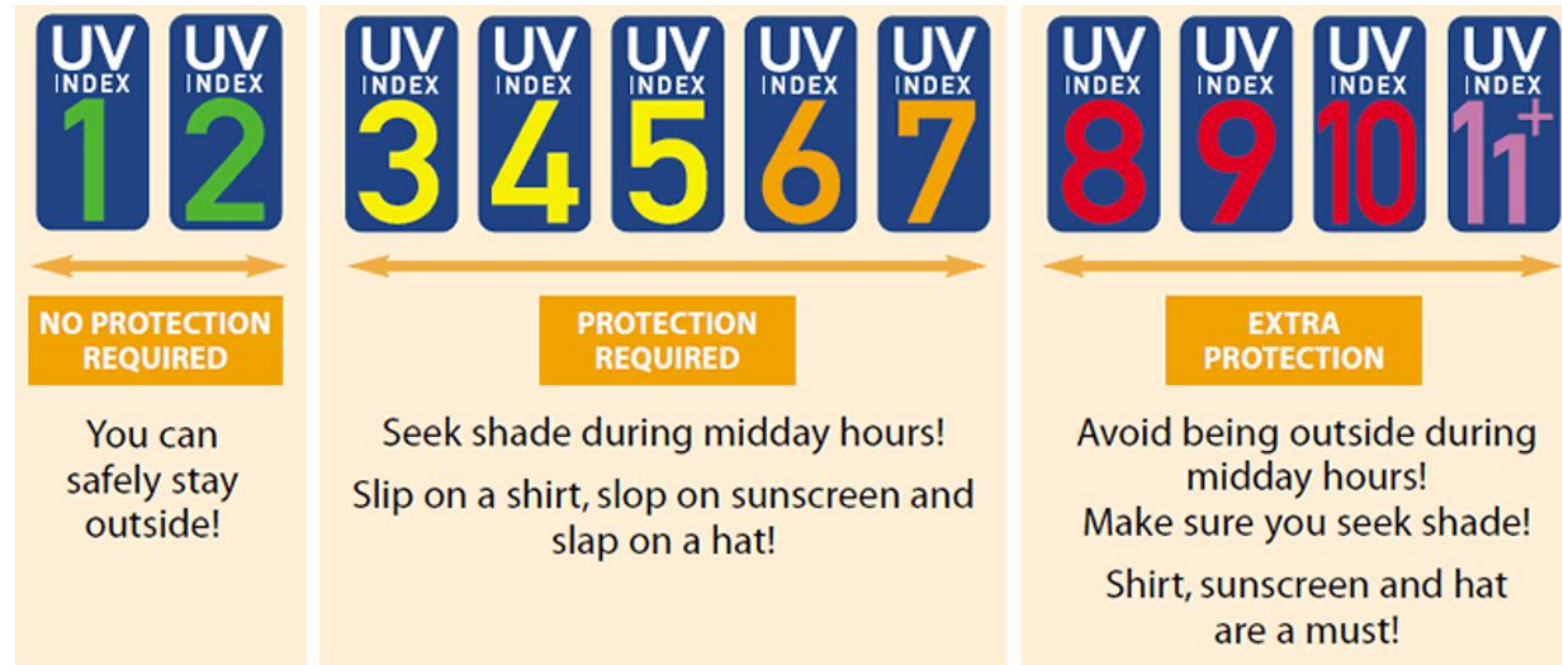 UV
INDEX
1
UV
INDEX
2
NO PROTECTION
REQUIRED
You can
safely stay
outside!
UV
INDEX
3
UV
INDEX
4
UV
INDEX
5
UV
INDEX
6
UV
INDEX
7
PROTECTION
REQUIRED
Seek shade during midday hours!
Slip on a shirt, slop on sunscreen and
slap on a hat!
UV
INDEX
8
UV
INDEX
9
UV
INDEX
10
UV
INDEX
11+
EXTRA
PROTECTION
Avoid being outside during
midday hours!
Make sure you seek shade!
Shirt, sunscreen and hat
are a must!